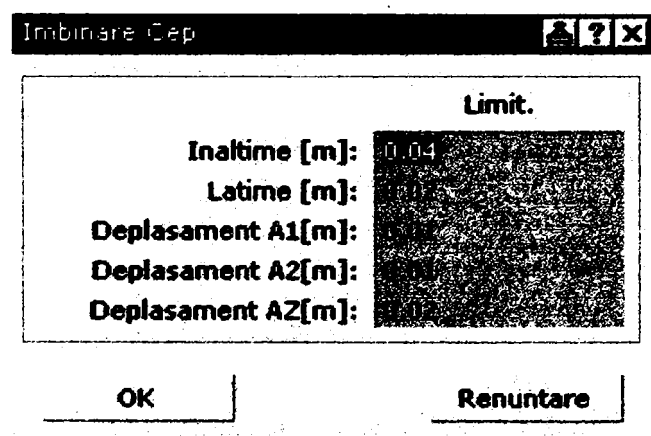 Imbinare Cep
Limit.
Inaltime [m]: 0.04
Latime [m]:
Deplasament A1[m]:
Deplasament A2[m]:
Deplasament AZ[m]:
OK Renuntare